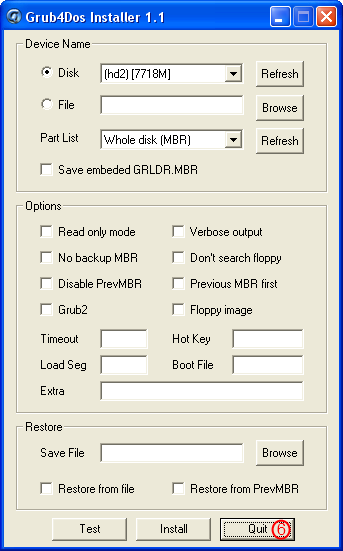 Grub4Dos Installer 1.1
Device Name
Disk (hd2) [7718M] Refresh
File Browse
Part List Whole disk (MBR) Refresh
Save embeded GRLDR.MBR
Options
Read only mode Verbose output
No backup MBR Don't search floppy
Disable PrevMBR Previous MBR first
Grub2 Floppy image
Timeout Hot Key
Load Seg Boot File
Extra
Restore
Save File Browse
Restore from file Restore from PrevMBR
Test Install Quit 6